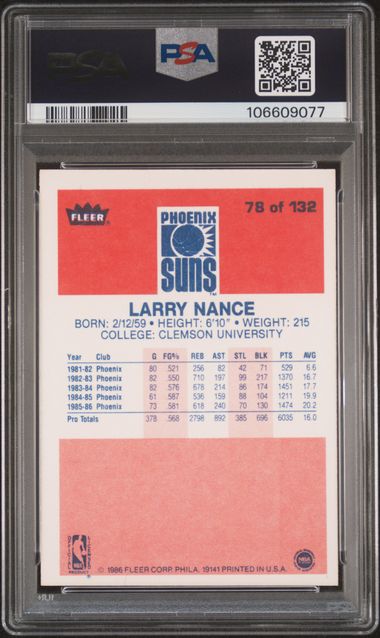 PSA
PSA
106609077
FLEER
PHOENIX
SUNS
78 of 132
LARRY NANCE
BORN: 2/12/59 • HEIGHT: 6'10" • WEIGHT: 215
COLLEGE: CLEMSON UNIVERSITY
Year Club G FG% REB AST STL BLK PTS AVG
1981-82 Phoenix 80 .521 256 82 42 71 529 6.6
1982-83 Phoenix 82 .550 710 197 99 217 1370 16.7
1983-84 Phoenix 82 .576 678 214 86 174 1451 17.7
1984-85 Phoenix 61 .587 536 159 88 104 1211 19.9
1985-86 Phoenix 73 .581 618 240 70 130 1474 20.2
Pro Totals 378 .568 2798 892 385 696 6035 16.0
NBA
PRODUCT
© 1986 FLEER CORP. PHILA. 19141 PRINTED IN U.S.A.